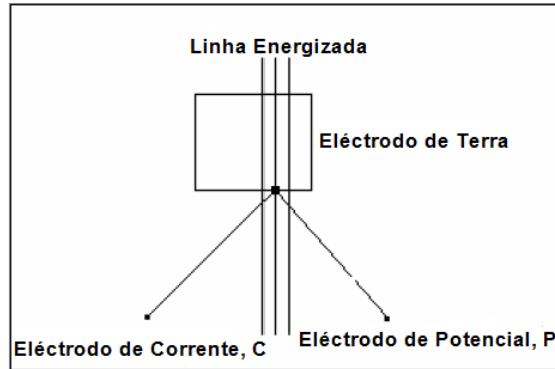 Linha Energizada
Eléctrodo de Terra
Eléctrodo de Corrente, C
Eléctrodo de Potencial, P